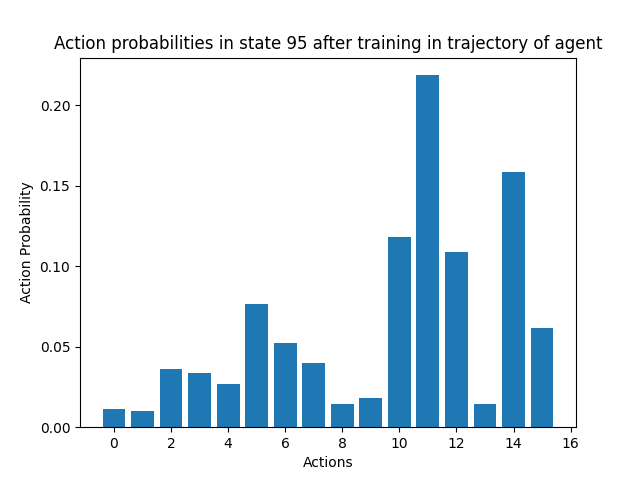 Action probabilities in state 95 after training in trajectory of agent
0.20
0.15
0.10
0.05
0.00
Action Probability
0 2 4 6 8 10 12 14 16
Actions